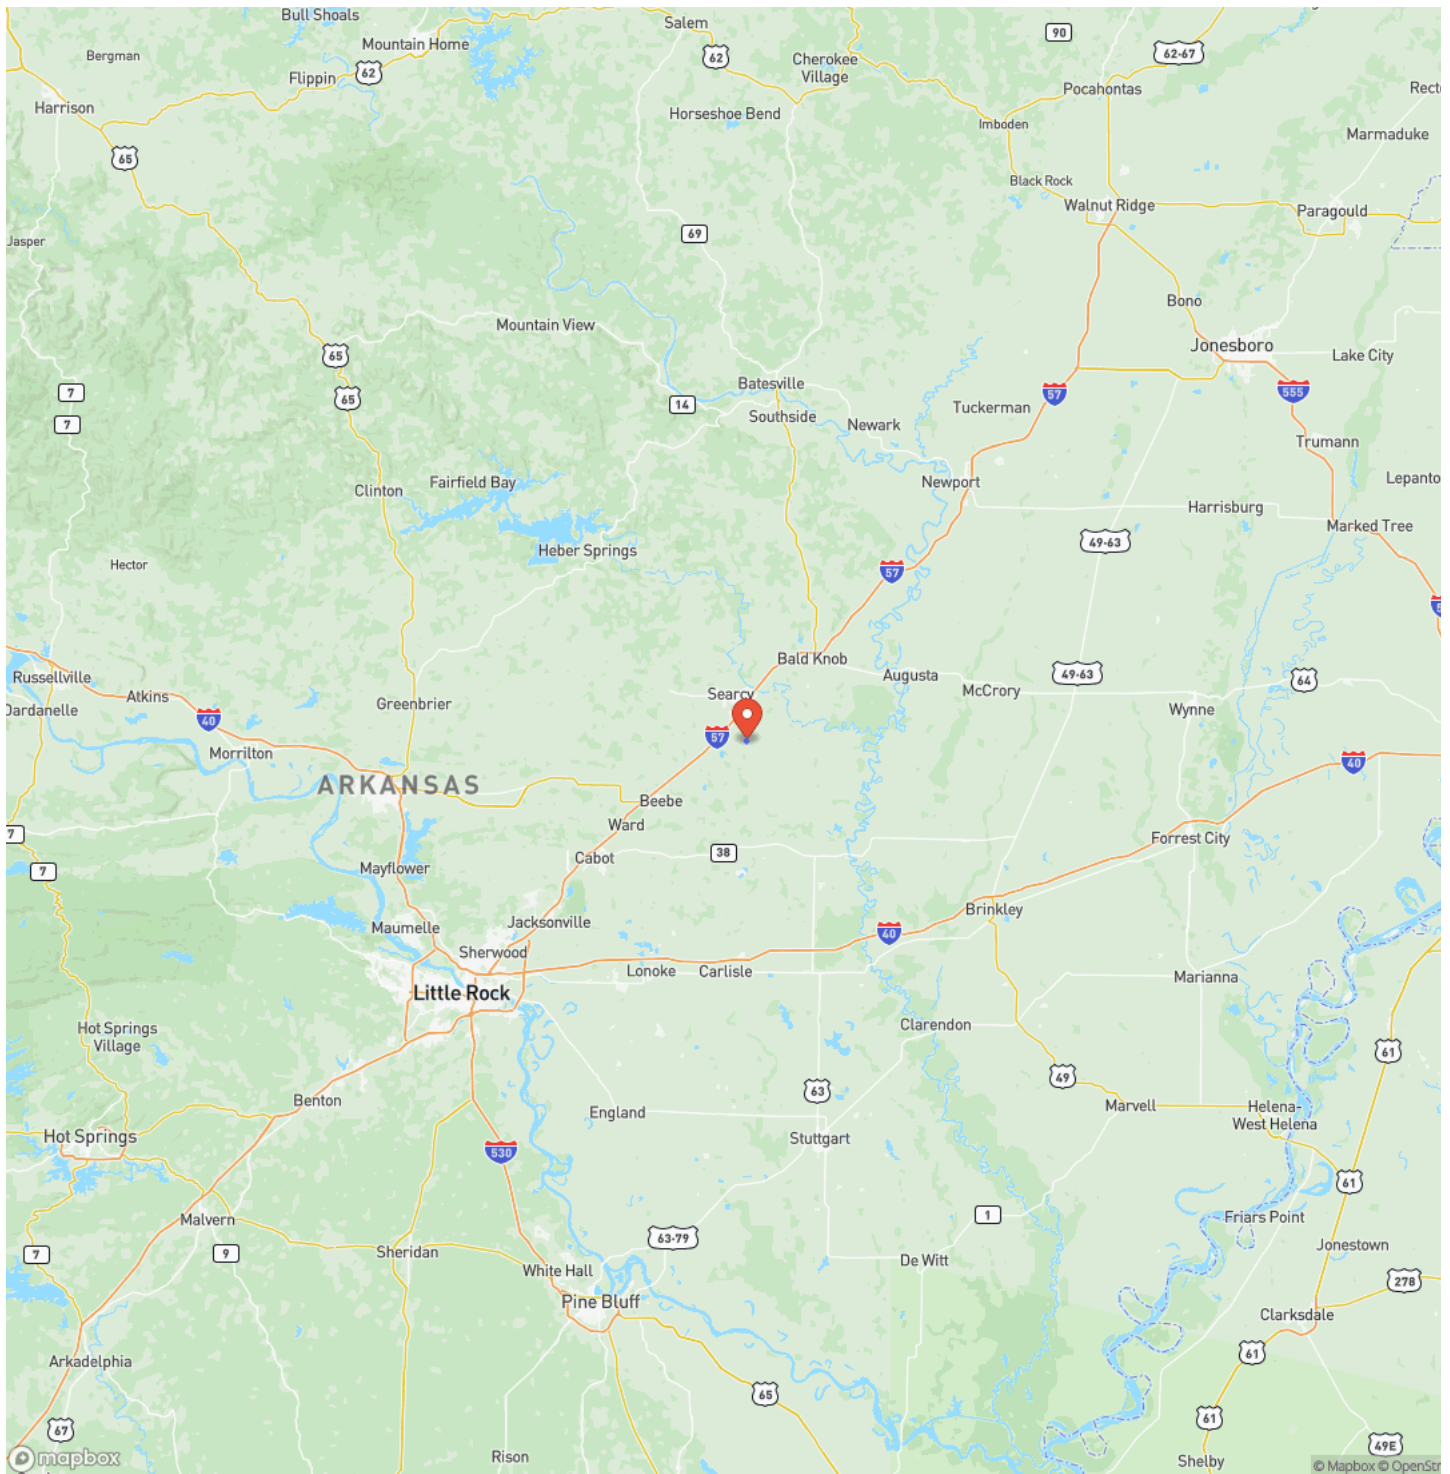 Bull Shoals
Salem
90
62-67
Bergman
Mountain Home
62
Cherokee
Village
Flippin
62
Pocahontas
Harrison
Horseshoe Bend
Imboden
Marmaduke
65
Black Rock
Walnut Ridge
Paragould
Jasper
69
Bono
Mountain View
Jonesboro
65
Lake City
Batesville
7
65
57
555
14
Tuckerman
Southside
7
Newark
Trumann
Fairfield Bay
Newport
Lepanto
Clinton
Harrisburg
Marked Tree
49-63
Heber Springs
Hector
57
Bald Knob
Russellville
Augusta
49-63
64
Atkins
Searcy
McCrory
Dardanelle
Greenbrier
Wynne
40
57
Morrilton
40
ARKANSAS
Beebe
Ward
7
Forrest City
38
Cabot
7
Mayflower
Brinkley
Jacksonville
Maumelle
40
Sherwood
Lonoke
Carlisle
Marianna
Little Rock
Clarendon
Hot Springs
Village
61
49
63
Benton
Marvell
Helena-
West Helena
England
Hot Springs
Stuttgart
530
61
Malvern
1
Friars Point
63-79
Jonestown
7
9
Sheridan
De Witt
White Hall
278
Pine Bluff
Clarksdale
61
Arkadelphia
65
61
67
49E
Rison
Shelby
mapbox
© Mapbox © OpenStr